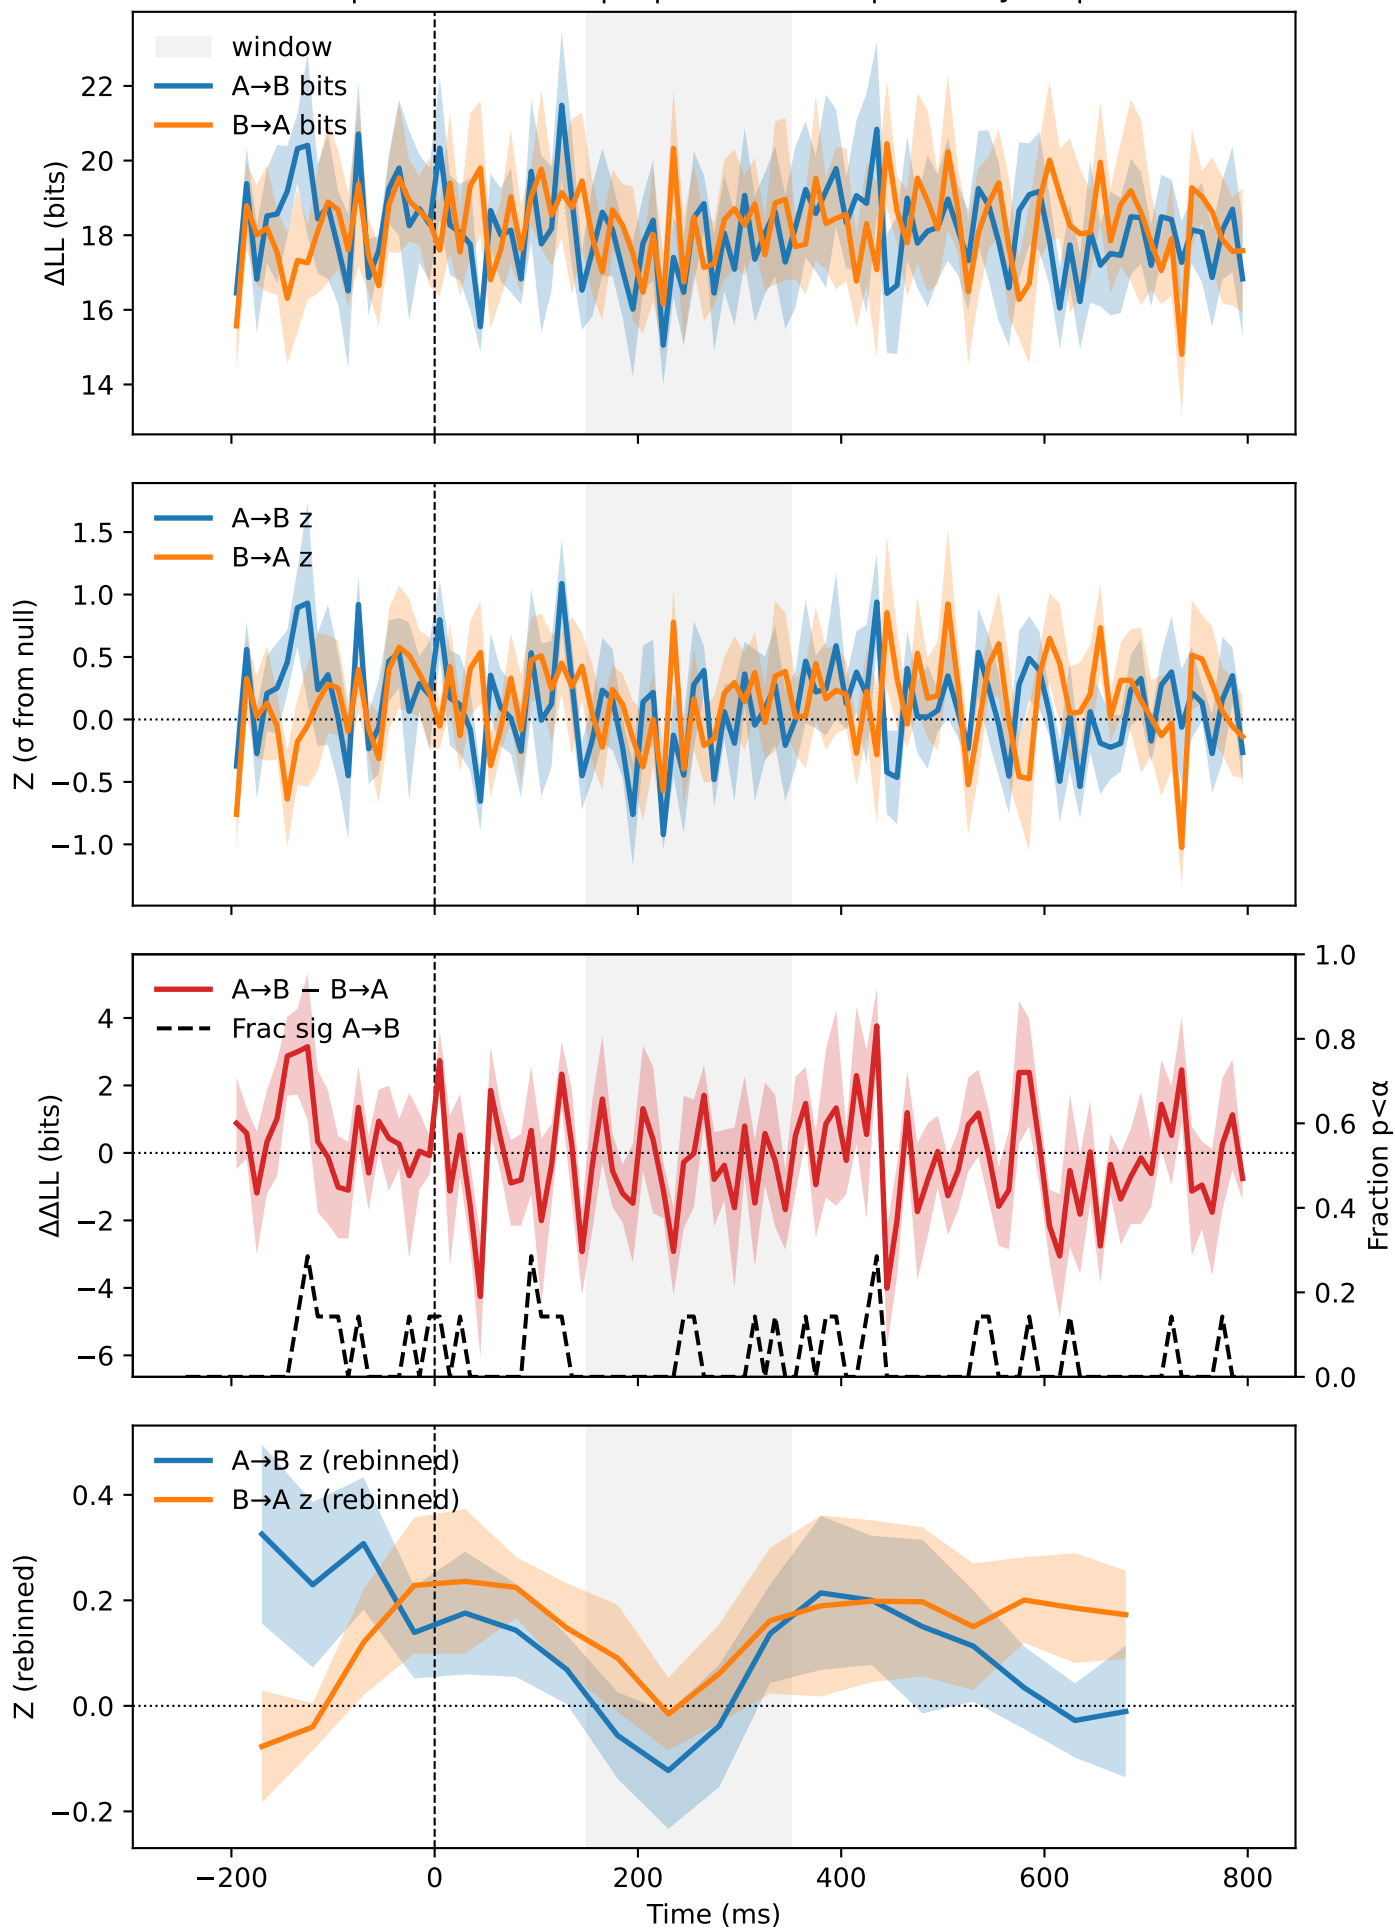 window
A→B bits
B→A bits
22
20
18
16
14
ΔLL (bits)
A→B z
B→A z
1.5
1.0
0.5
0.0
−0.5
−1.0
Z (σ from null)
A→B − B→A
Frac sig A→B
4
2
0
−2
−4
−6
ΔΔLL (bits)
1.0
0.8
0.6
0.4
0.2
0.0
Fraction p<α
A→B z (rebinned)
B→A z (rebinned)
0.4
0.2
0.0
−0.2
Z (rebinned)
−200
0
200
400
600
800
Time (ms)